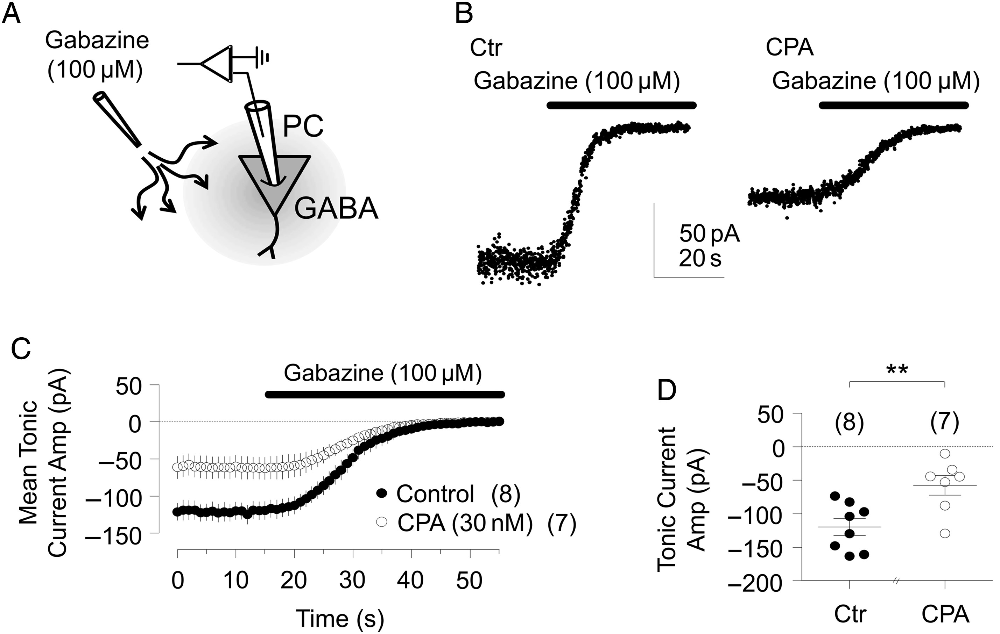 A
Gabazine
(100 µM)
PC
GABA
B
Ctr
Gabazine (100 µM)
CPA
Gabazine (100 µM)
50 pA
20 s
C
Gabazine (100 µM)
Mean Tonic
Current Amp (pA)
50
0
–50
–100
–150
Control (8)
CPA (30 nM) (7)
0 10 20 30 40 50
Time (s)
D
**
Tonic Current
Amp (pA)
50
0
–50
–100
–150
–200
(8) (7)
Ctr CPA